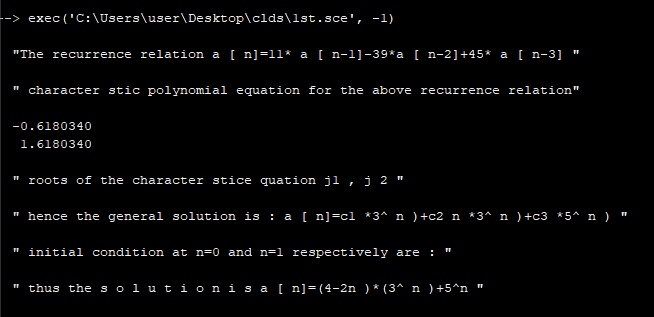 --> exec('C:\Users\user\Desktop\clds\1st.sce', -1)
"The recurrence relation a [ n]=11* a [ n-1]-39*a [ n-2]+45* a [ n-3] "
" character stic polynomial equation for the above recurrence relation"
-0.6180340
1.6180340
" roots of the character stice quation j1 , j 2 "
" hence the general solution is : a [ n]=c1 *3^ n )+c2 n *3^ n )+c3 *5^ n ) "
" initial condition at n=0 and n=1 respectively are : "
" thus the s o l u t i o n i s a [ n]=(4-2n )*(3^ n )+5^n "